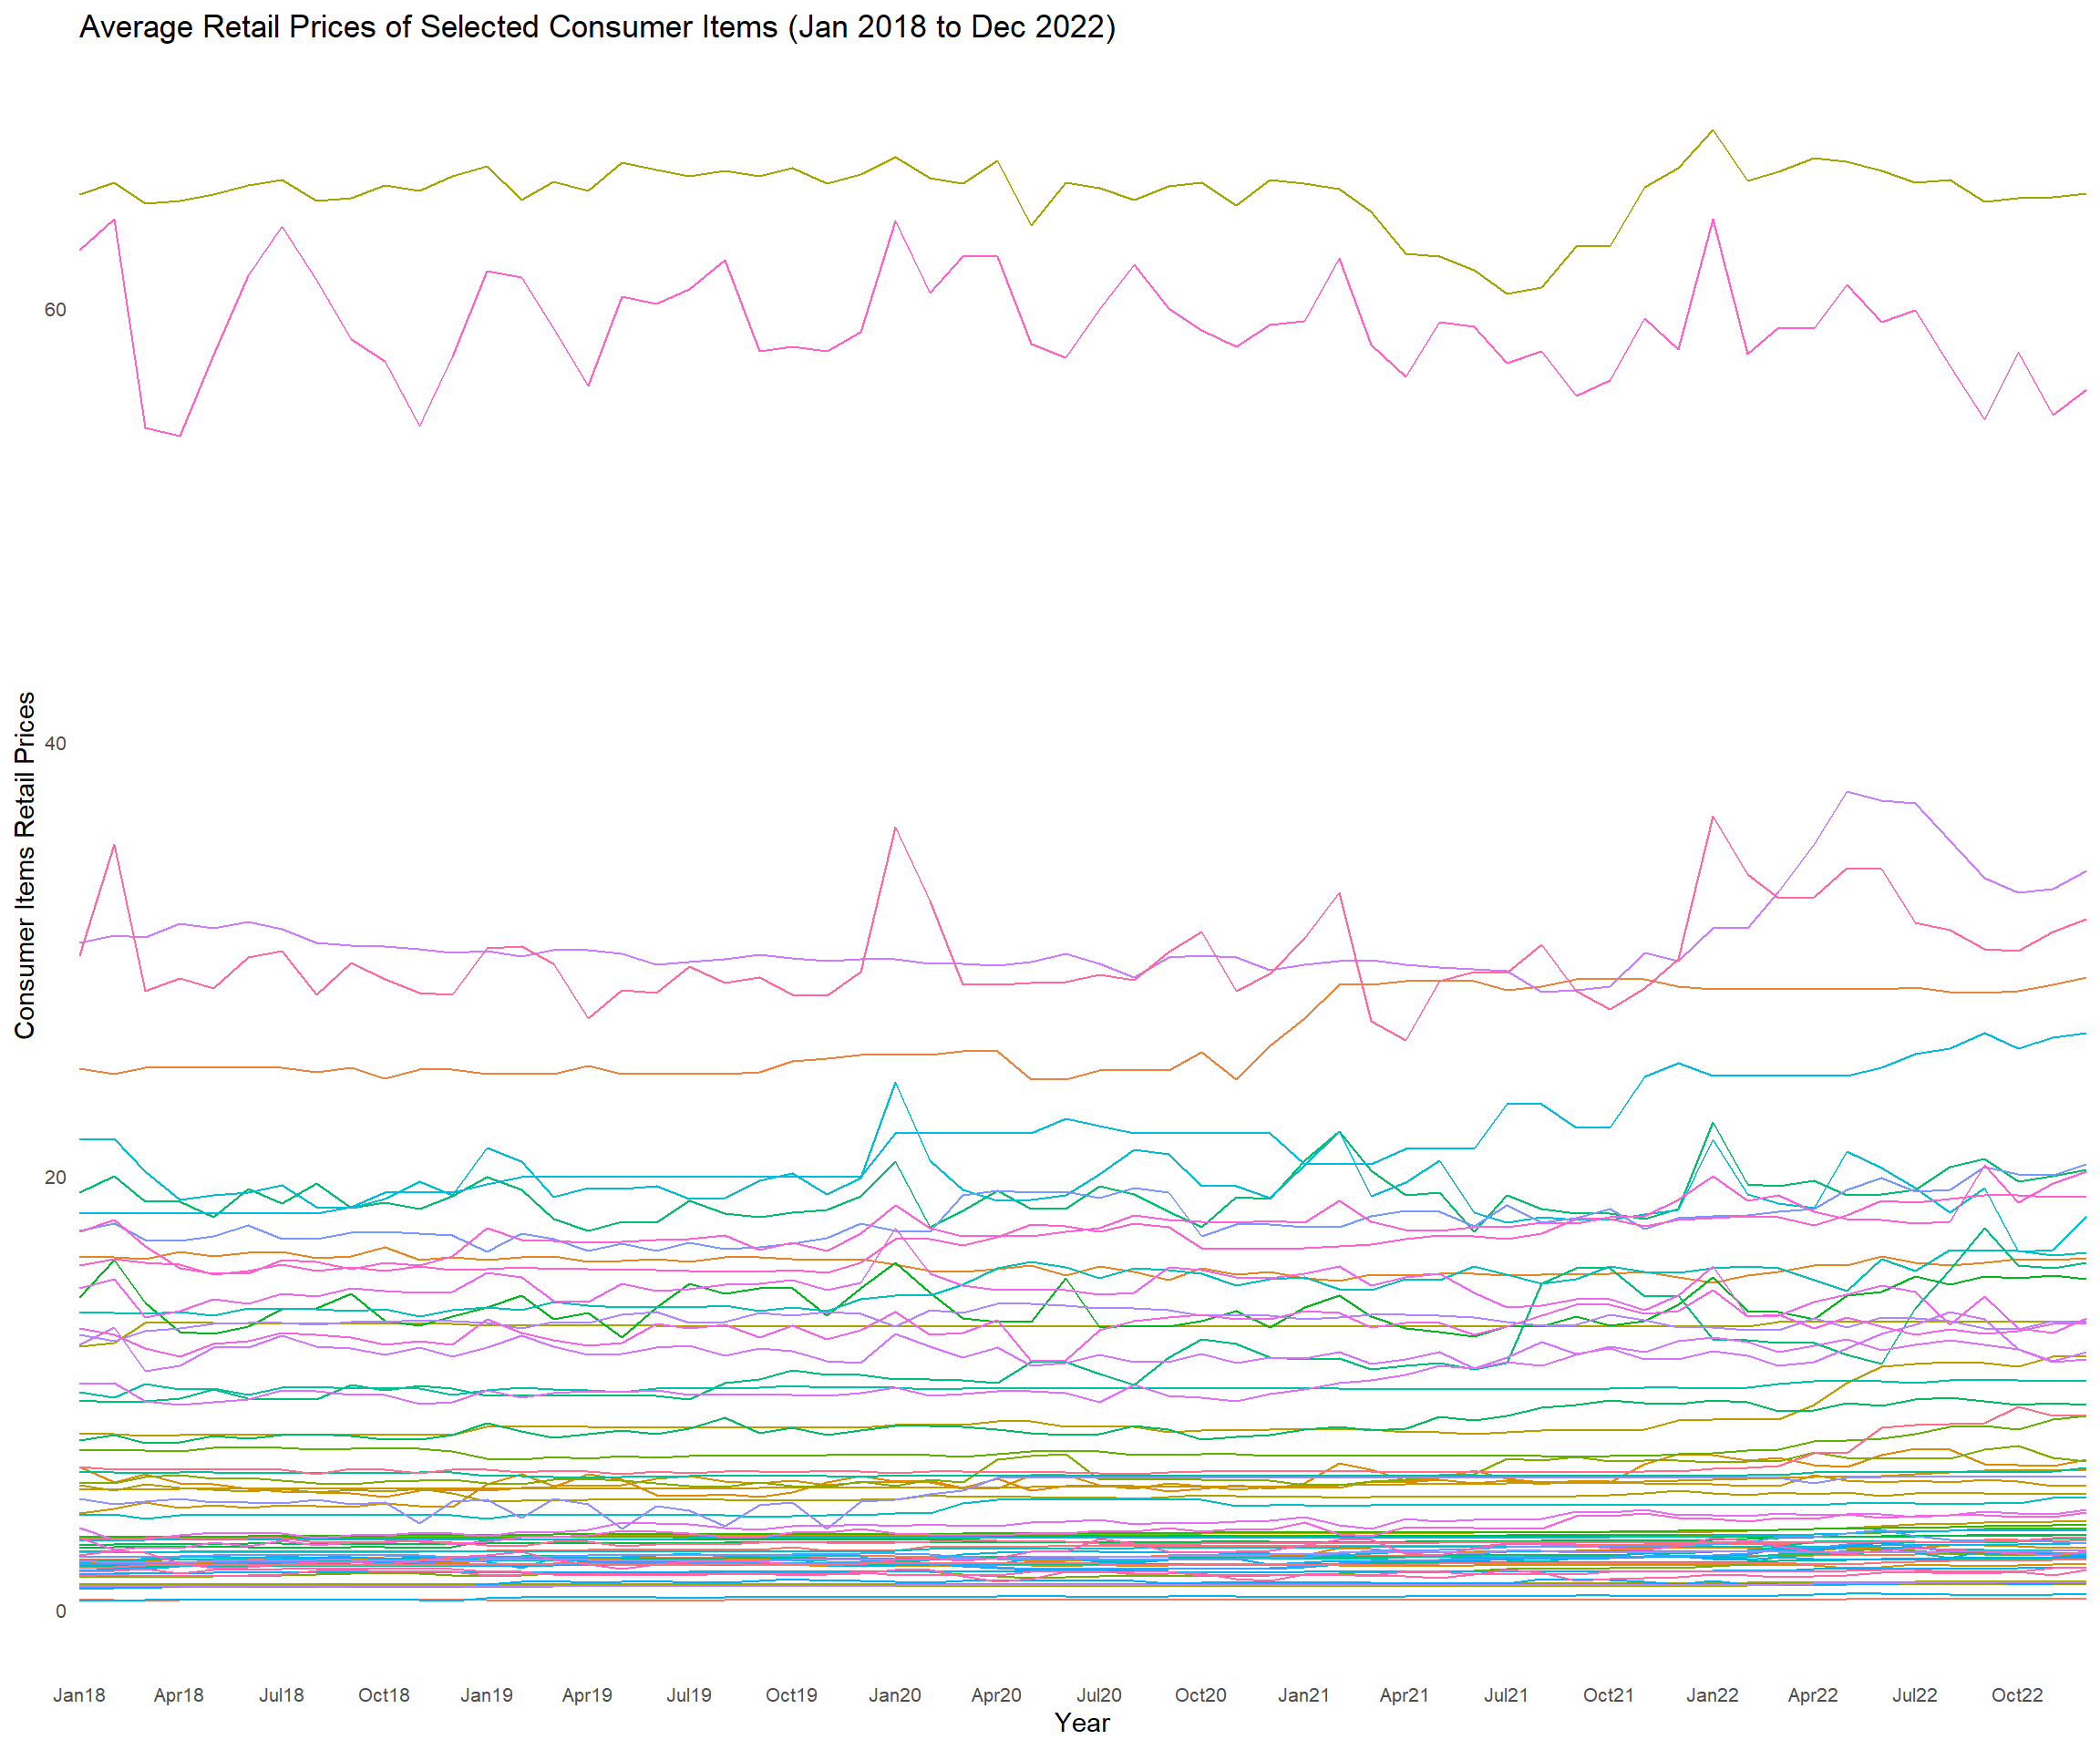 Average Retail Prices of Selected Consumer Items (Jan 2018 to Dec 2022)
Consumer Items Retail Prices
60
40
20
0
Jan18 Apr18 Jul18 Oct18 Jan19 Apr19 Jul19 Oct19 Jan20 Apr20 Jul20 Oct20 Jan21 Apr21 Jul21 Oct21 Jan22 Apr22 Jul22 Oct22
Year